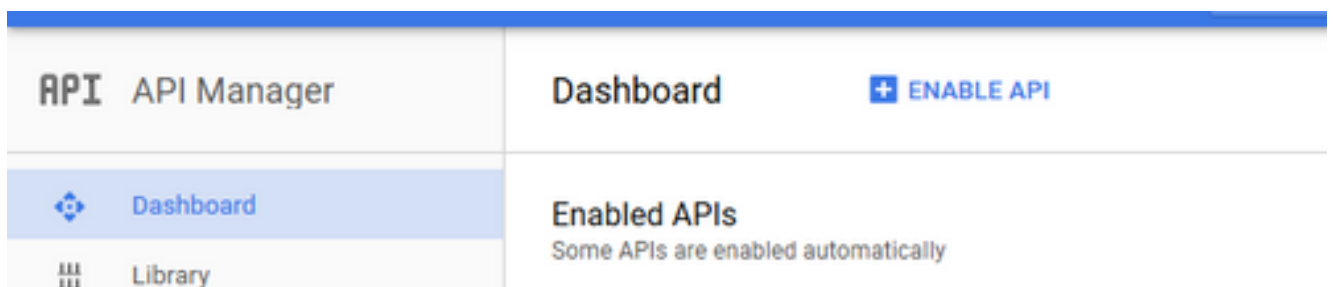 API API Manager
Dashboard
Library
Dashboard ENABLE API
Enabled APIs
Some APIs are enabled automatically